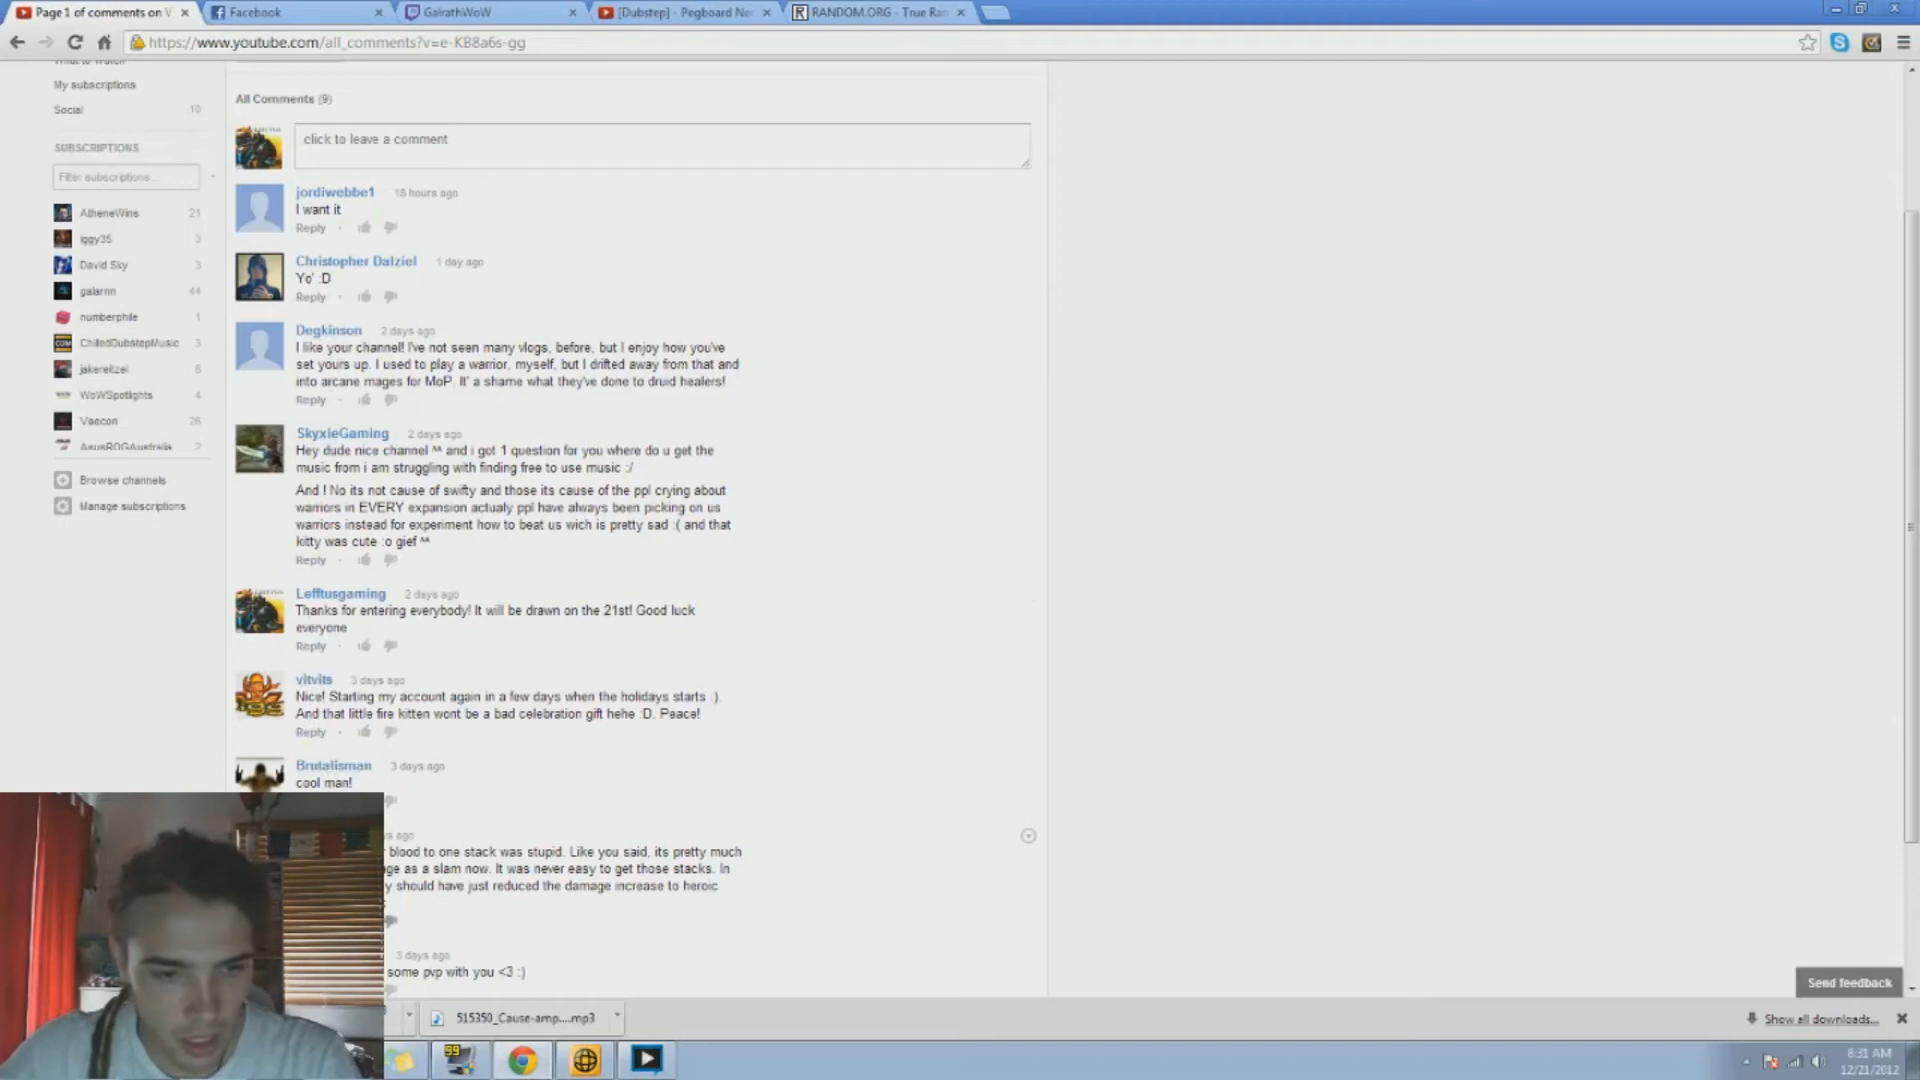 Page 1 of comments on V
Facebook
GalrathWoW
[Dubstep] - Pegboard Ner
RANDOM.ORG - True Ran
https://www.youtube.com/all_comments?v=e-KB8a6s-gg
What to Watch
My subscriptions
Social 10
SUBSCRIPTIONS
Filter subscriptions...
AtheneWins 21
iggy35 3
David Sky 3
galarnn 44
numberphile 1
ChilledDubstepMusic 3
jakereitzel 8
WoWSpotlights 4
Vaecon 26
AsusROGAustralia 2
Browse channels
Manage subscriptions
All Comments (9)
click to leave a comment
jordiwebbe1 18 hours ago
I want it
Reply
Christopher Dalziel 1 day ago
Yo' :D
Reply
Degkinson 2 days ago
I like your channel! I've not seen many vlogs, before, but I enjoy how you've
set yours up. I used to play a warrior, myself, but I drifted away from that and
into arcane mages for MoP. It' a shame what they've done to druid healers!
Reply
SkyxieGaming 2 days ago
Hey dude nice channel ^^ and i got 1 question for you where do u get the
music from i am struggling with finding free to use music :/
And ! No its not cause of swifty and those its cause of the ppl crying about
warriors in EVERY expansion actualy ppl have always been picking on us
warriors instead for experiment how to beat us wich is pretty sad :( and that
kitty was cute :o gief ^^
Reply
Lefftusgaming 2 days ago
Thanks for entering everybody! It will be drawn on the 21st! Good luck
everyone
Reply
vitvits 3 days ago
Nice! Starting my account again in a few days when the holidays starts :).
And that little fire kitten wont be a bad celebration gift hehe :D. Peace!
Reply
Brutalisman 3 days ago
cool man!
ago
blood to one stack was stupid. Like you said, its pretty much
as a slam now. It was never easy to get those stacks. In
should have just reduced the damage increase to heroic
3 days ago
some pvp with you <3 :)
Send feedback
515350_Cause-amp....mp3
Show all downloads...
99
8:31 AM
12/21/2012